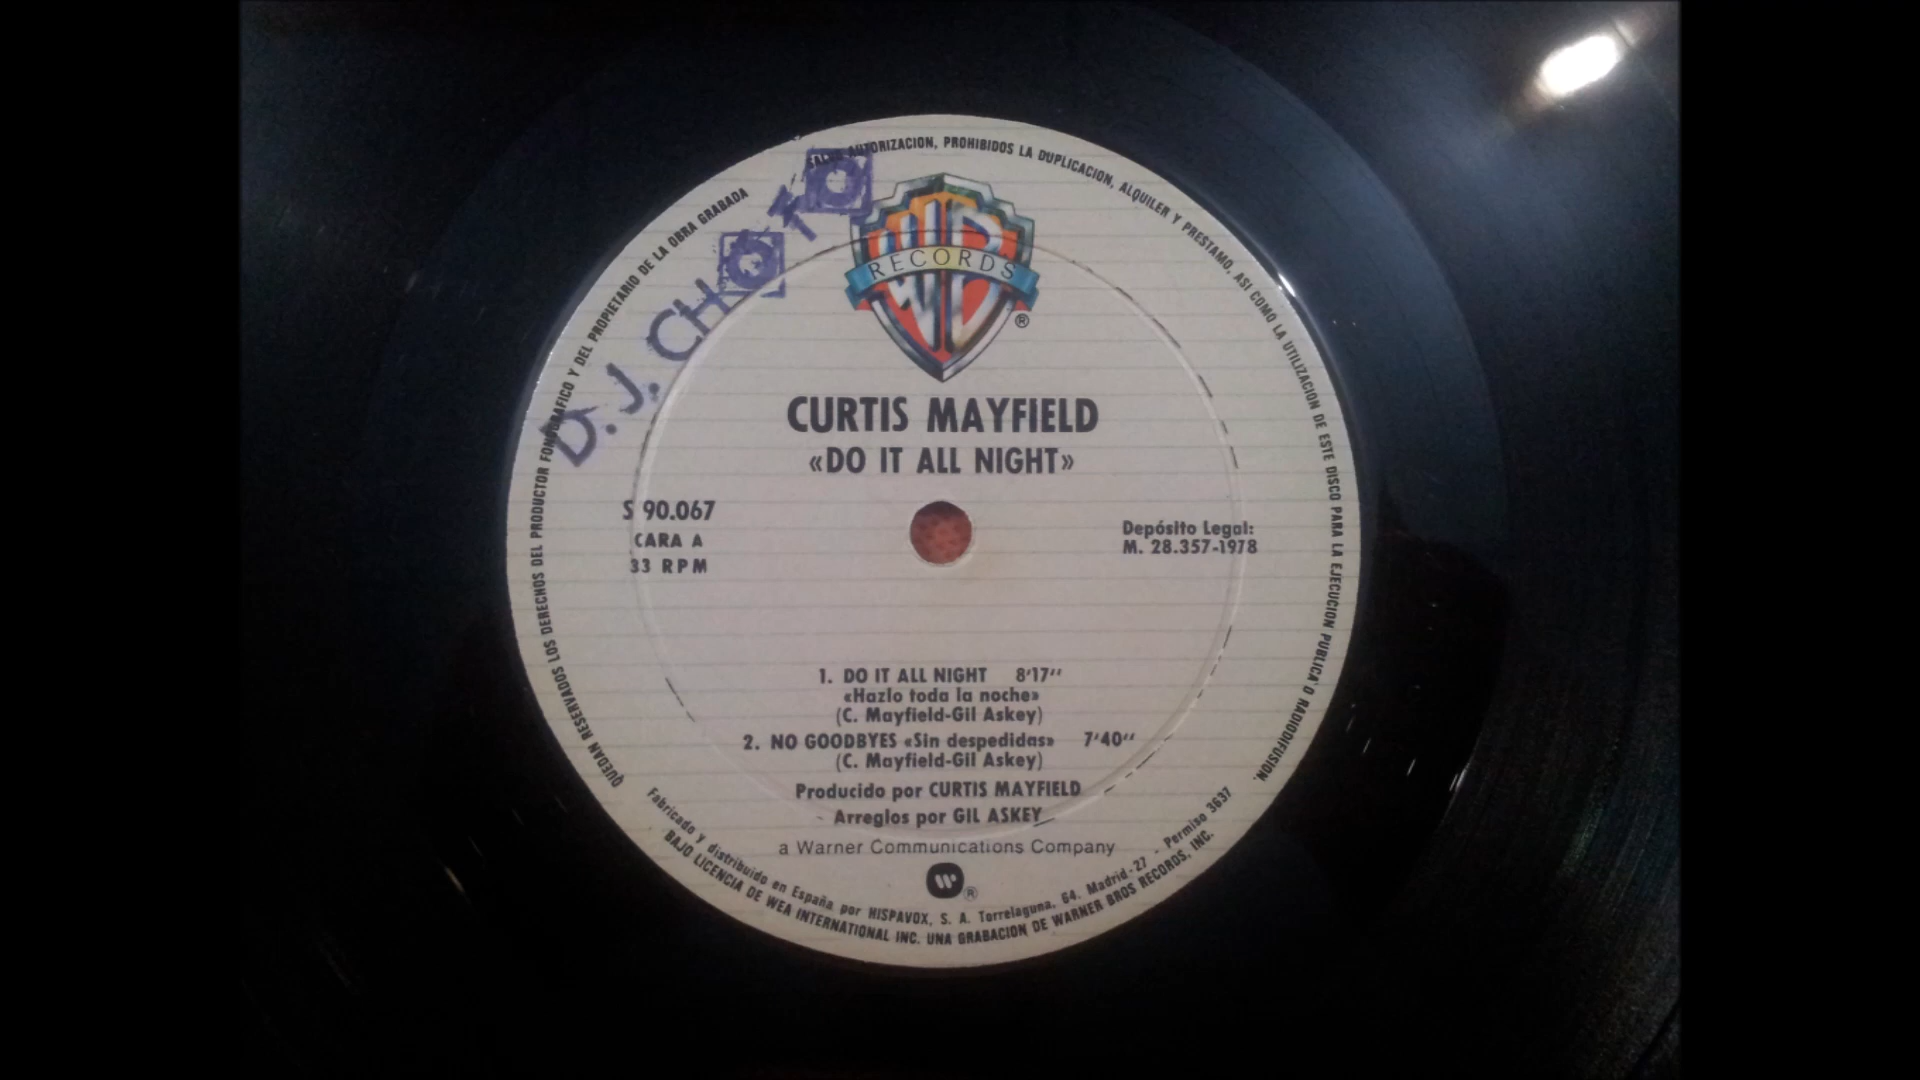 QUEDAN RESERVADOS LOS DERECHOS DEL PRODUCTOR FONOGRAFICO Y DEL PROPIETARIO DE LA OBRA GRABADA
SALVO AUTORIZACION, PROHIBIDOS LA DUPLICACION, ALQUILER Y PRESTAMO, ASI COMO LA UTILIZACION DE ESTE DISCO PARA LA EJECUCION PUBLICA O RADIODIFUSION.
D.J. CHOTO
WB
RECORDS
®
CURTIS MAYFIELD
«DO IT ALL NIGHT»
S 90.067
CARA A
33 RPM
Depósito Legal:
M. 28.357-1978
1. DO IT ALL NIGHT 8'17''
«Hazlo toda la noche»
(C. Mayfield-Gil Askey)
2. NO GOODBYES «Sin despedidas» 7'40''
(C. Mayfield-Gil Askey)
Producido por CURTIS MAYFIELD
Arreglos por GIL ASKEY
a Warner Communications Company
®
Fabricado y distribuido en España por HISPAVOX, S. A. Torrelaguna, 64. Madrid-27 - Permiso 3637
BAJO LICENCIA DE WEA INTERNATIONAL INC. UNA GRABACION DE WARNER BROS RECORDS, INC.